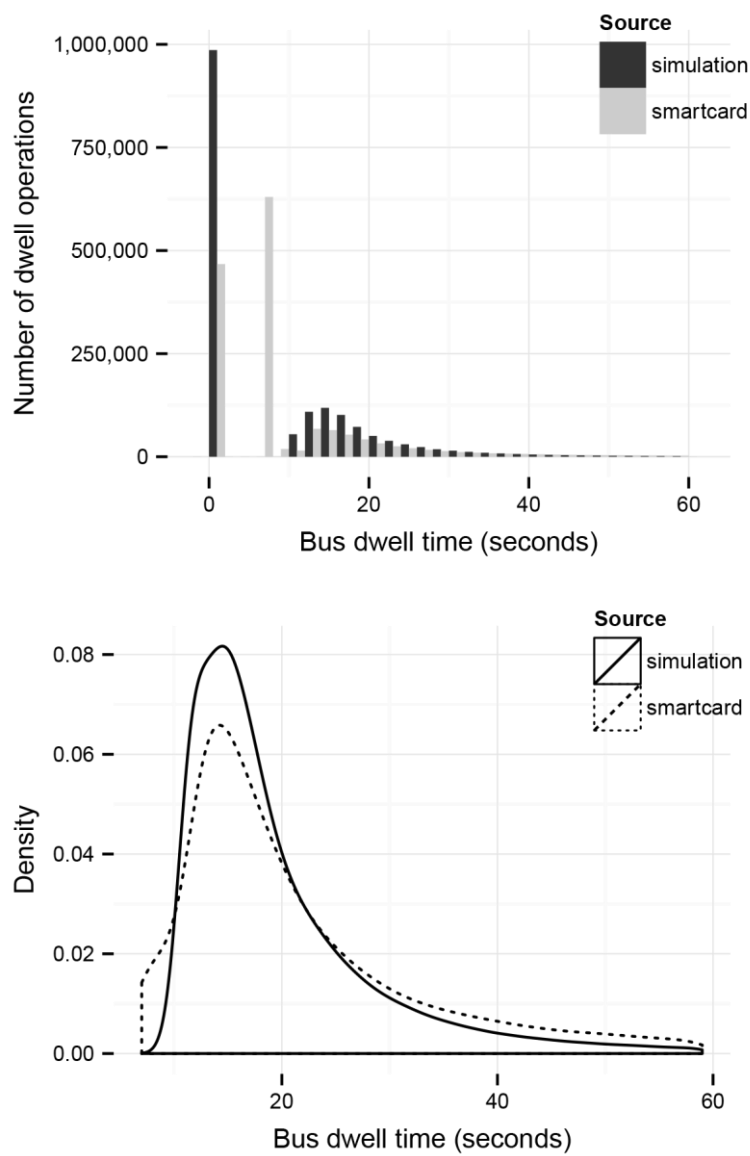 Source
simulation
smartcard
1,000,000
750,000
500,000
250,000
0
Number of dwell operations
0 20 40 60
Bus dwell time (seconds)
Source
simulation
smartcard
0.08
0.06
0.04
0.02
0.00
Density
20 40 60
Bus dwell time (seconds)